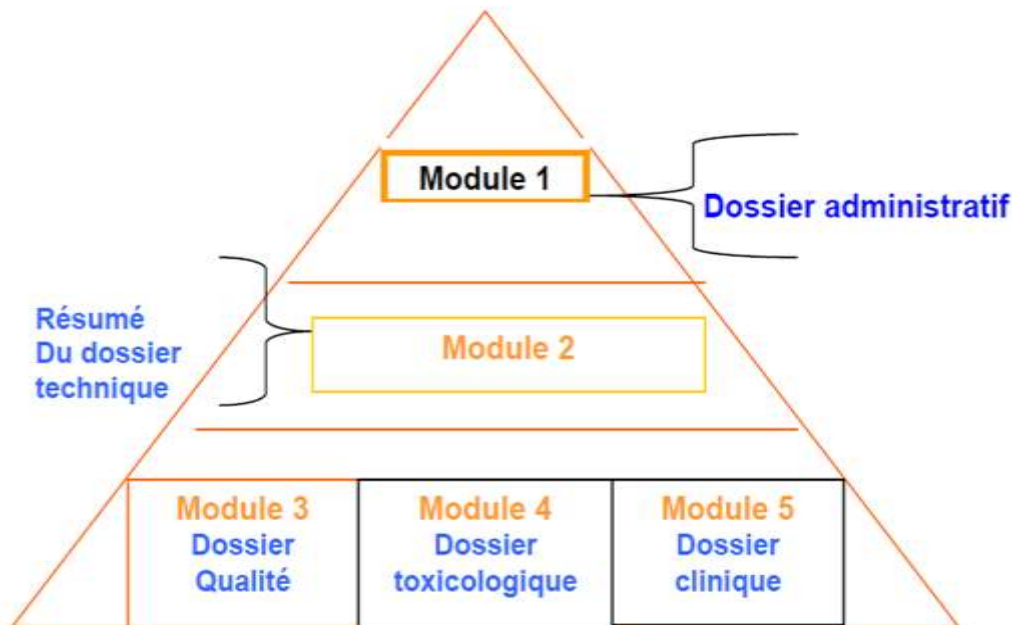 Module 1
Dossier administratif
Résumé
Du dossier
technique
Module 2
Module 3
Dossier
Qualité
Module 4
Dossier
toxicologique
Module 5
Dossier
clinique